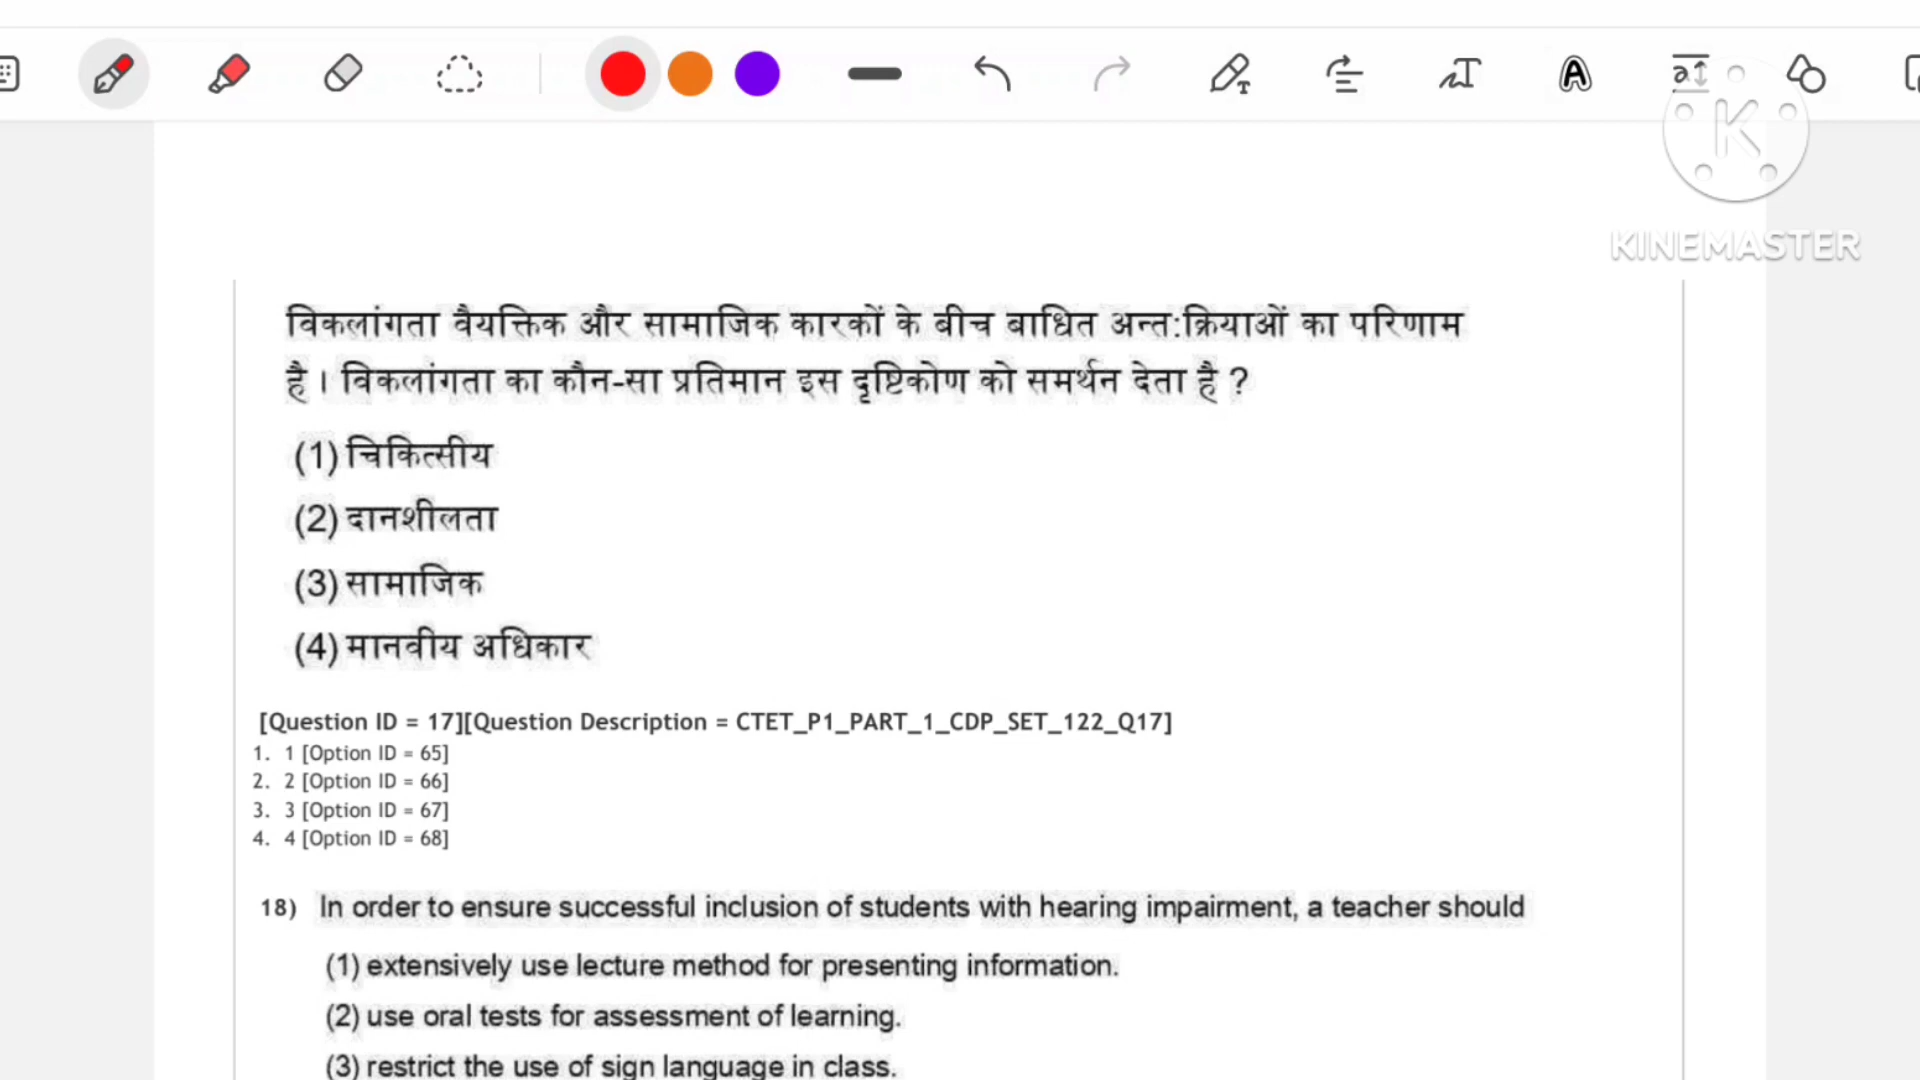 KINEMASTER
विकलांगता वैयक्तिक और सामाजिक कारकों के बीच बाधित अन्त:क्रियाओं का परिणाम
है। विकलांगता का कौन-सा प्रतिमान इस दृष्टिकोण को समर्थन देता है ?
(1) चिकित्सीय
(2) दानशीलता
(3) सामाजिक
(4) मानवीय अधिकार
[Question ID = 17][Question Description = CTET_P1_PART_1_CDP_SET_122_Q17]
1. 1 [Option ID = 65]
2. 2 [Option ID = 66]
3. 3 [Option ID = 67]
4. 4 [Option ID = 68]
18) In order to ensure successful inclusion of students with hearing impairment, a teacher should
(1) extensively use lecture method for presenting information.
(2) use oral tests for assessment of learning.
(3) restrict the use of sign language in class.